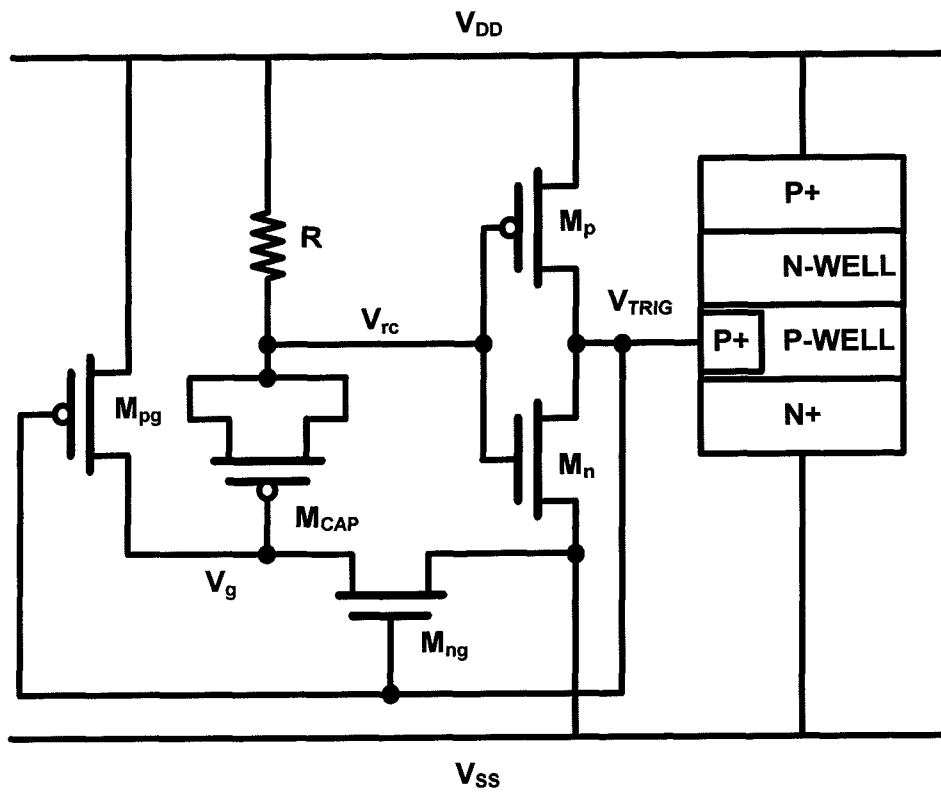 VDD
P+
Mp
R
N-WELL
VTRIG
Vrc
P+ P-WELL
Mpg
N+
Mn
MCAP
Vg
Mng
VSS